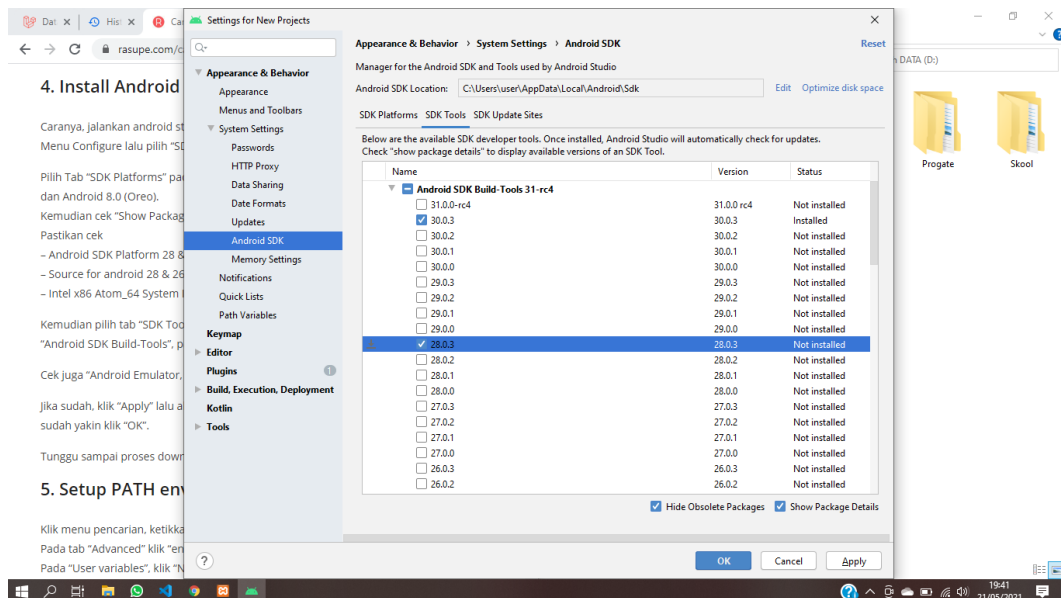 Dat
Hist
Ca
rasupe.com/c
4. Install Android
Caranya, jalankan android st
Menu Configure lalu pilih "SD
Pilih Tab "SDK Platforms" pa
dan Android 8.0 (Oreo).
Kemudian cek "Show Packag
Pastikan cek
– Android SDK Platform 28 &
– Source for android 28 & 26
– Intel x86 Atom_64 System
Kemudian pilih tab "SDK Too
"Android SDK Build-Tools", p
Cek juga "Android Emulator,
Jika sudah, klik "Apply" lalu a
sudah yakin klik "OK".
Tunggu sampai proses down
5. Setup PATH env
Klik menu pencarian, ketikka
Pada tab "Advanced" klik "en
Pada "User variables", klik "N
Settings for New Projects
Appearance & Behavior
Appearance
Menus and Toolbars
System Settings
Passwords
HTTP Proxy
Data Sharing
Date Formats
Updates
Android SDK
Memory Settings
Notifications
Quick Lists
Path Variables
Keymap
Editor
Plugins 1
Build, Execution, Deployment
Kotlin
Tools
Appearance & Behavior > System Settings > Android SDK Reset
Manager for the Android SDK and Tools used by Android Studio
Android SDK Location: C:\Users\user\AppData\Local\Android\Sdk Edit Optimize disk space
SDK Platforms SDK Tools SDK Update Sites
Below are the available SDK developer tools. Once installed, Android Studio will automatically check for updates.
Check "show package details" to display available versions of an SDK Tool.
Name Version Status
Android SDK Build-Tools 31-rc4
31.0.0-rc4 31.0.0 rc4 Not installed
30.0.3 30.0.3 Installed
30.0.2 30.0.2 Not installed
30.0.1 30.0.1 Not installed
30.0.0 30.0.0 Not installed
29.0.3 29.0.3 Not installed
29.0.2 29.0.2 Not installed
29.0.1 29.0.1 Not installed
29.0.0 29.0.0 Not installed
28.0.3 28.0.3 Not installed
28.0.2 28.0.2 Not installed
28.0.1 28.0.1 Not installed
28.0.0 28.0.0 Not installed
27.0.3 27.0.3 Not installed
27.0.2 27.0.2 Not installed
27.0.1 27.0.1 Not installed
27.0.0 27.0.0 Not installed
26.0.3 26.0.3 Not installed
26.0.2 26.0.2 Not installed
Hide Obsolete Packages Show Package Details
? OK Cancel Apply
DATA (D:)
Progate Skool
19:41
21/05/2021